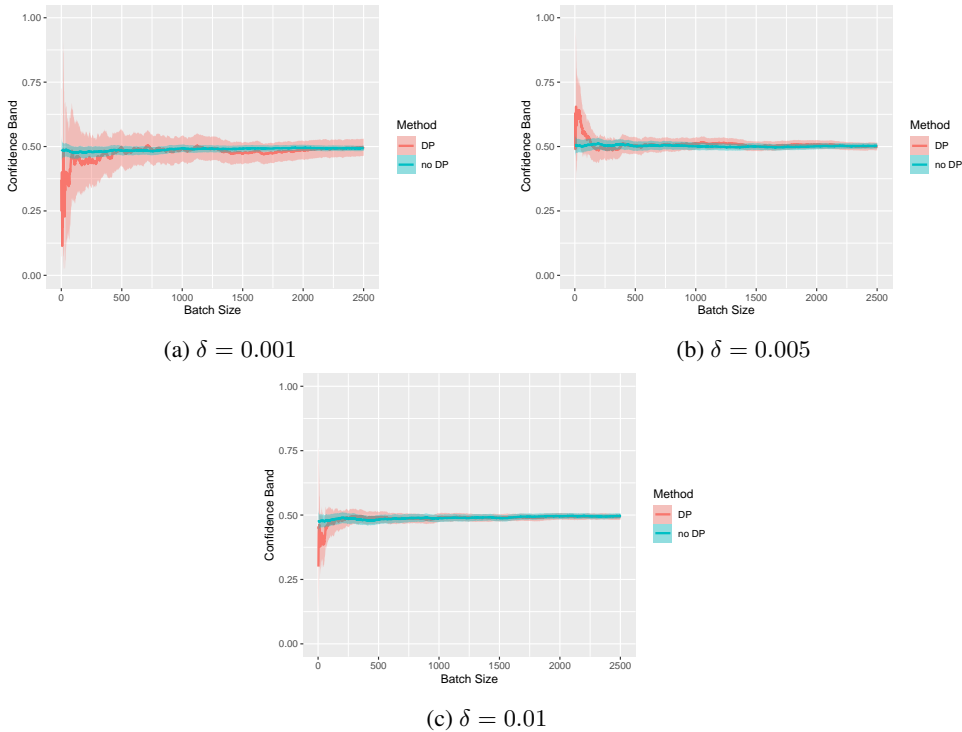 1.00
0.75
0.50
0.25
0.00
Confidence Band
0 500 1000 1500 2000 2500
Batch Size
Method
DP
no DP
(a) δ = 0.001
1.00
0.75
0.50
0.25
0.00
Confidence Band
0 500 1000 1500 2000 2500
Batch Size
Method
DP
no DP
(b) δ = 0.005
1.00
0.75
0.50
0.25
0.00
Confidence Band
0 500 1000 1500 2000 2500
Batch Size
Method
DP
no DP
(c) δ = 0.01